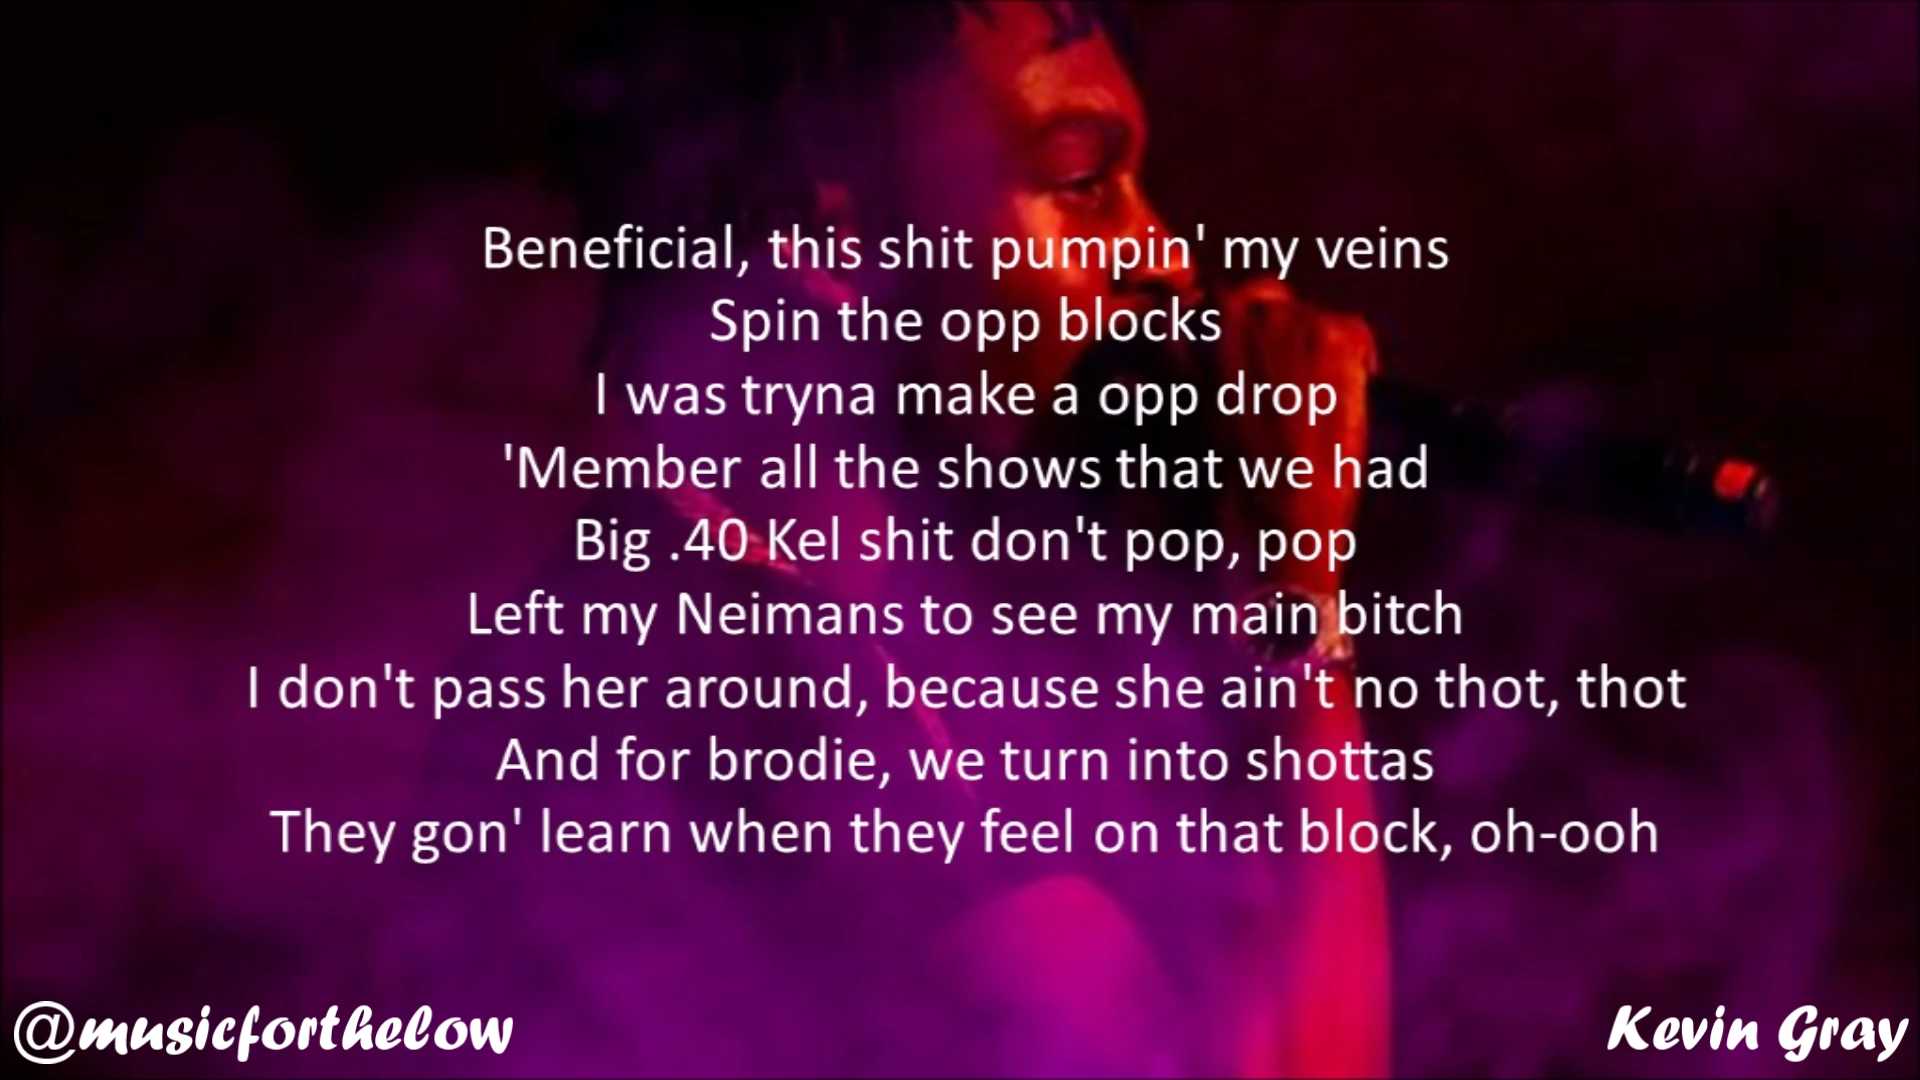 Beneficial, this shit pumpin' my veins
Spin the opp blocks
I was tryna make a opp drop
'Member all the shows that we had
Big .40 Kel shit don't pop, pop
Left my Neimans to see my main bitch
I don't pass her around, because she ain't no thot, thot
And for brodie, we turn into shottas
They gon' learn when they feel on that block, oh-ooh
@musicforthelow
Kevin Gray